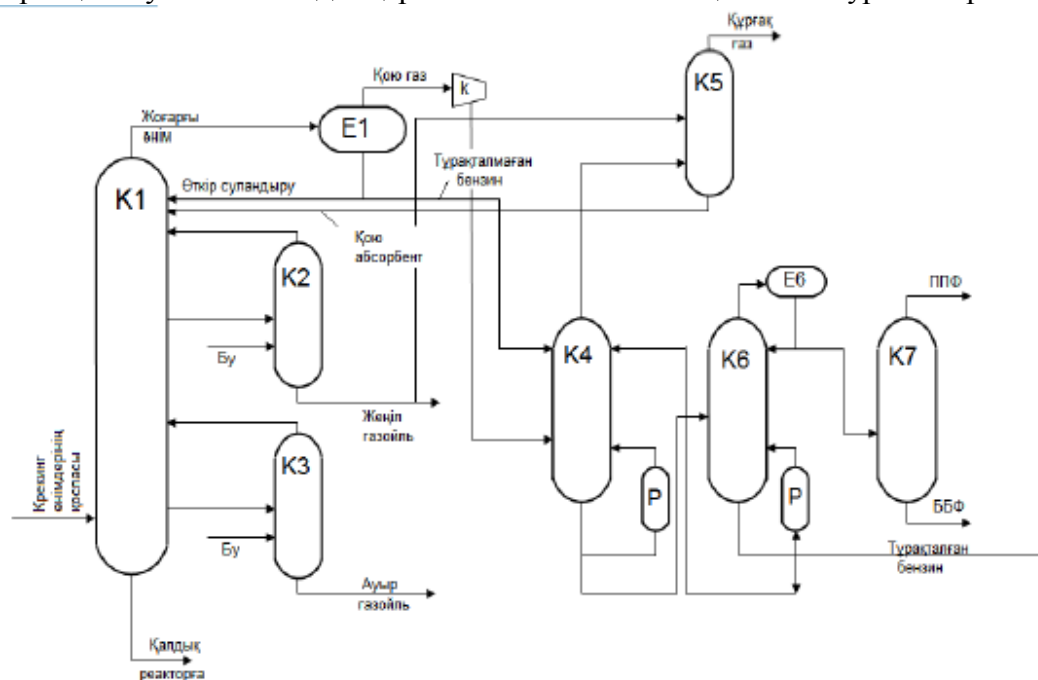 Құрғақ
газ
Қою газ
k
K5
Жоғарғы
өнім
E1
Тұрақталмаған
бензин
K1
Өткір суландыру
Қою
абсорбент
K2
E6
ППФ
Бу
K4
K6
K7
Жеңіл
газойль
K3
Крекинг
өнімдерінің
қоспасы
P
P
ББФ
Бу
Тұрақталған
бензин
Ауыр
газойль
Қалдық
реакторға